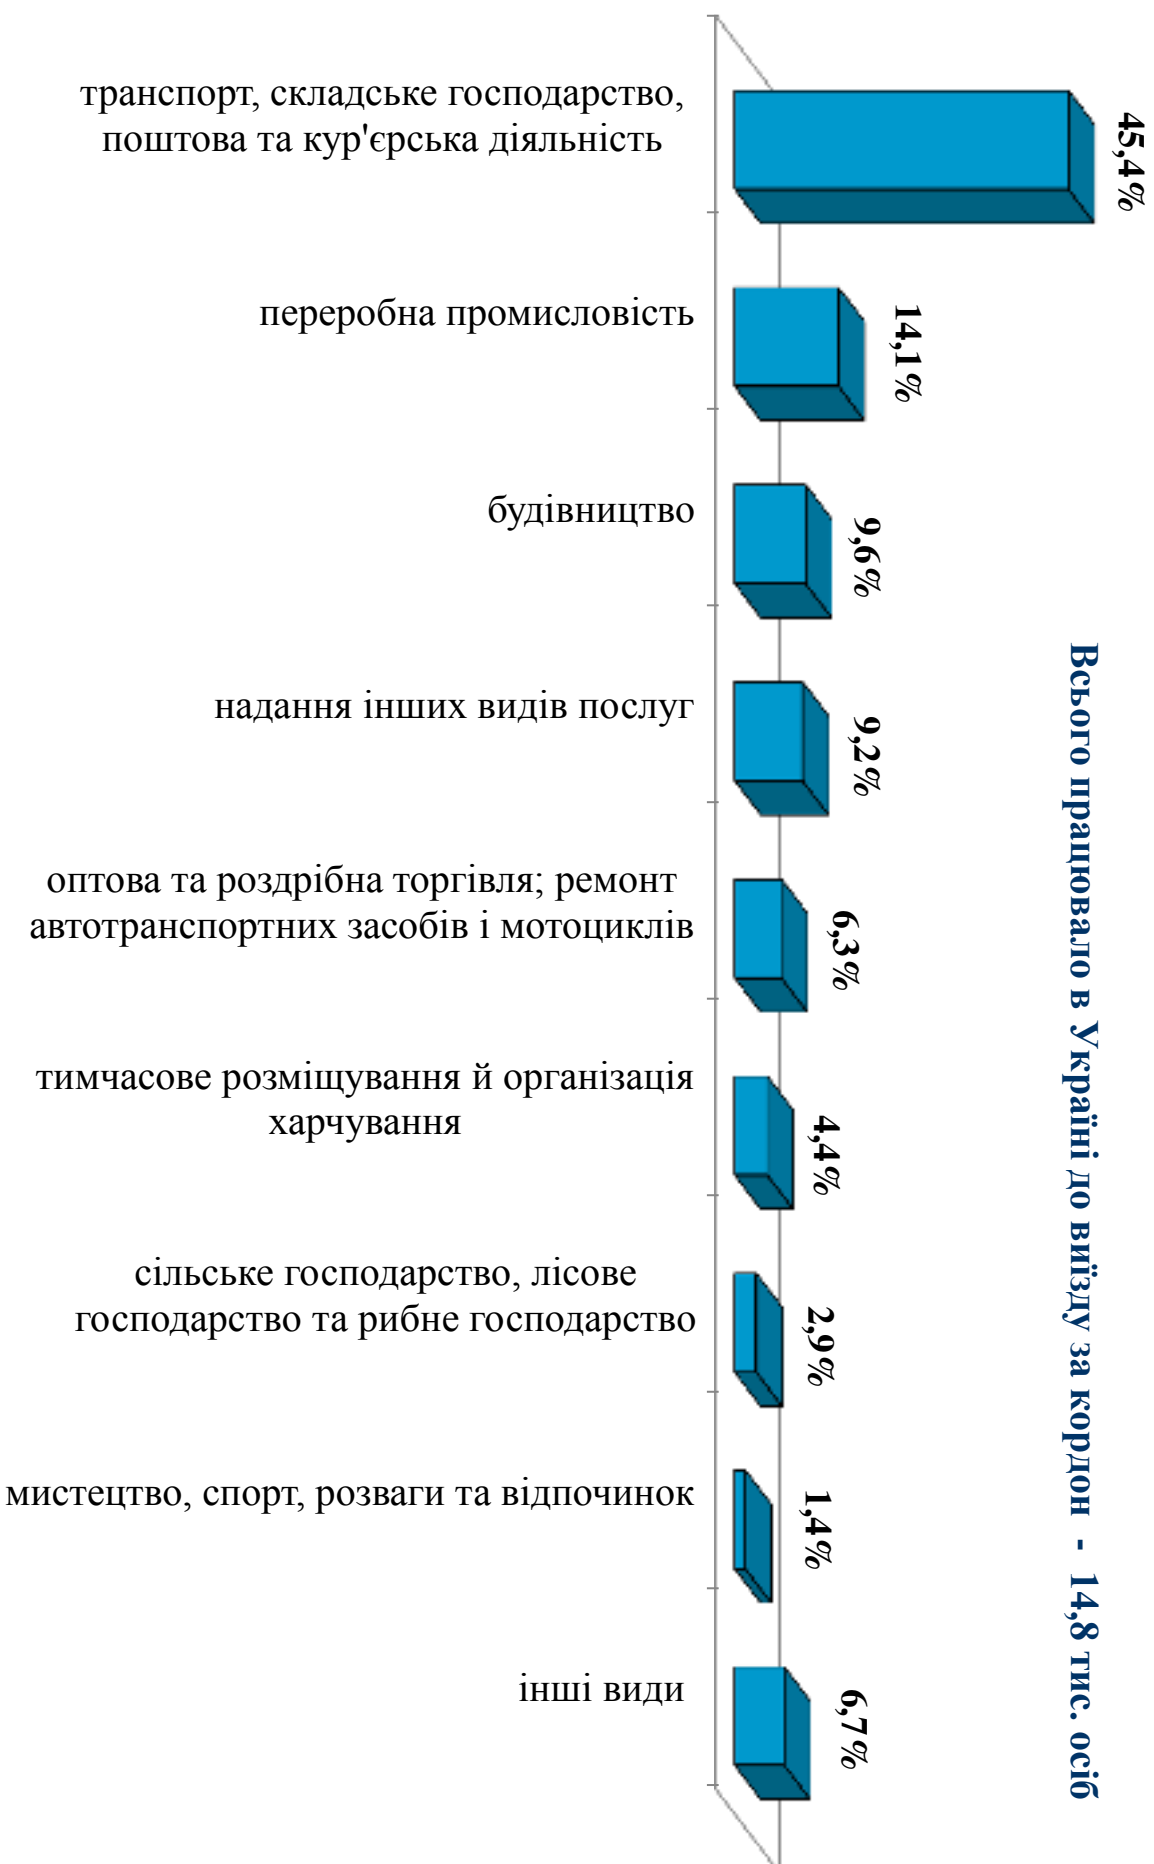 транспорт, складське господарство,
поштова та кур'єрська діяльність
45,4%
переробна промисловість
14,1%
будівництво
9,6%
надання інших видів послуг
9,2%
оптова та роздрібна торгівля; ремонт
автотранспортних засобів і мотоциклів
6,3%
тимчасове розміщування й організація
харчування
4,4%
сільське господарство, лісове
господарство та рибне господарство
2,9%
мистецтво, спорт, розваги та відпочинок
1,4%
інші види
6,7%
Всього працювало в Україні до виїзду за кордон - 14,8 тис. осіб